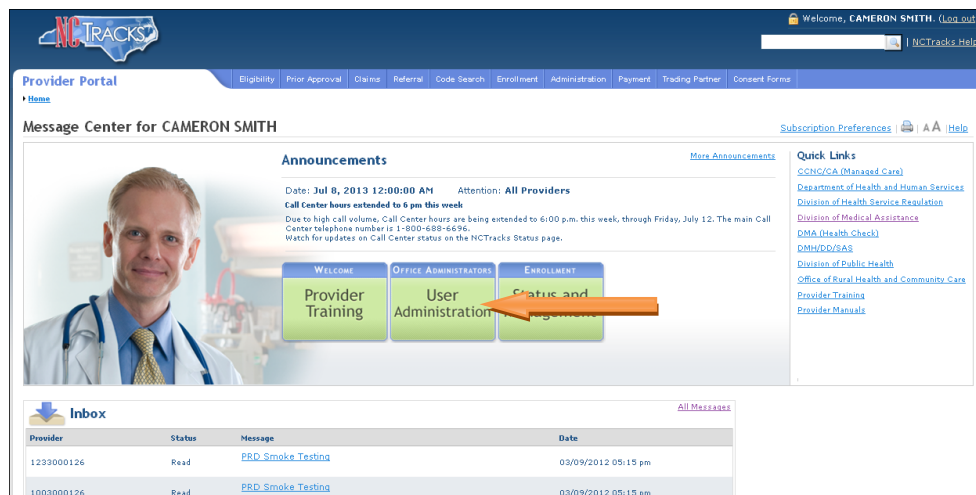 NCTRACKS
Welcome, CAMERON SMITH. (Log out
| NCTracks Help
Provider Portal
Eligibility Prior Approval Claims Referral Code Search Enrollment Administration Payment Trading Partner Consent Forms
Home
Message Center for CAMERON SMITH
Subscription Preferences | | A A | Help
Announcements
More Announcements
Date: Jul 8, 2013 12:00:00 AM Attention: All Providers
Call Center hours extended to 6 pm this week
Due to high call volume, Call Center hours are being extended to 6:00 p.m. this week, through Friday, July 12. The main Call
Center telephone number is 1-800-688-6696.
Watch for updates on Call Center status on the NCTracks Status page.
WELCOME
Provider
Training
OFFICE ADMINISTRATORS
User
Administration
ENROLLMENT
Status and
Quick Links
CCNC/CA (Managed Care)
Department of Health and Human Services
Division of Health Service Regulation
Division of Medical Assistance
DMA (Health Check)
DMH/DD/SAS
Division of Public Health
Office of Rural Health and Community Care
Provider Training
Provider Manuals
Inbox
All Messages
Provider Status Message Date
1233000126 Read PRD Smoke Testing 03/09/2012 05:15 pm
1003000126 Read PRD Smoke Testing 03/09/2012 05:15 pm